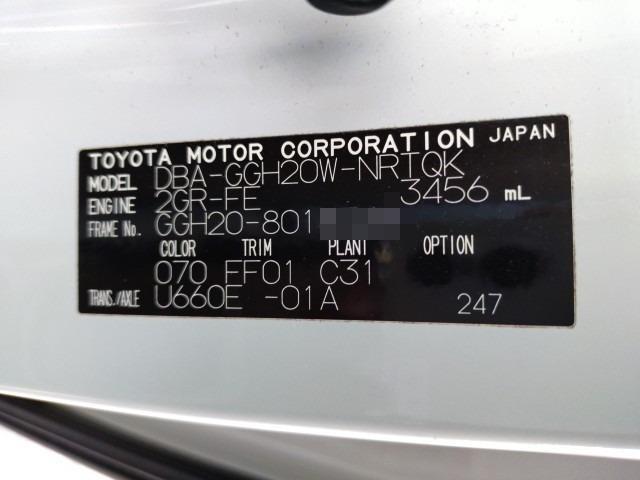 TOYOTA MOTOR CORPORATION JAPAN
MODEL DBA-GGH20W-NRTQK
ENGINE 2GR-FE 3456 mL
FRAME No. GGH20-801
COLOR TRIM PLANT OPTION
070 FF01 C31
TRANS./AXLE U660E -01A 247